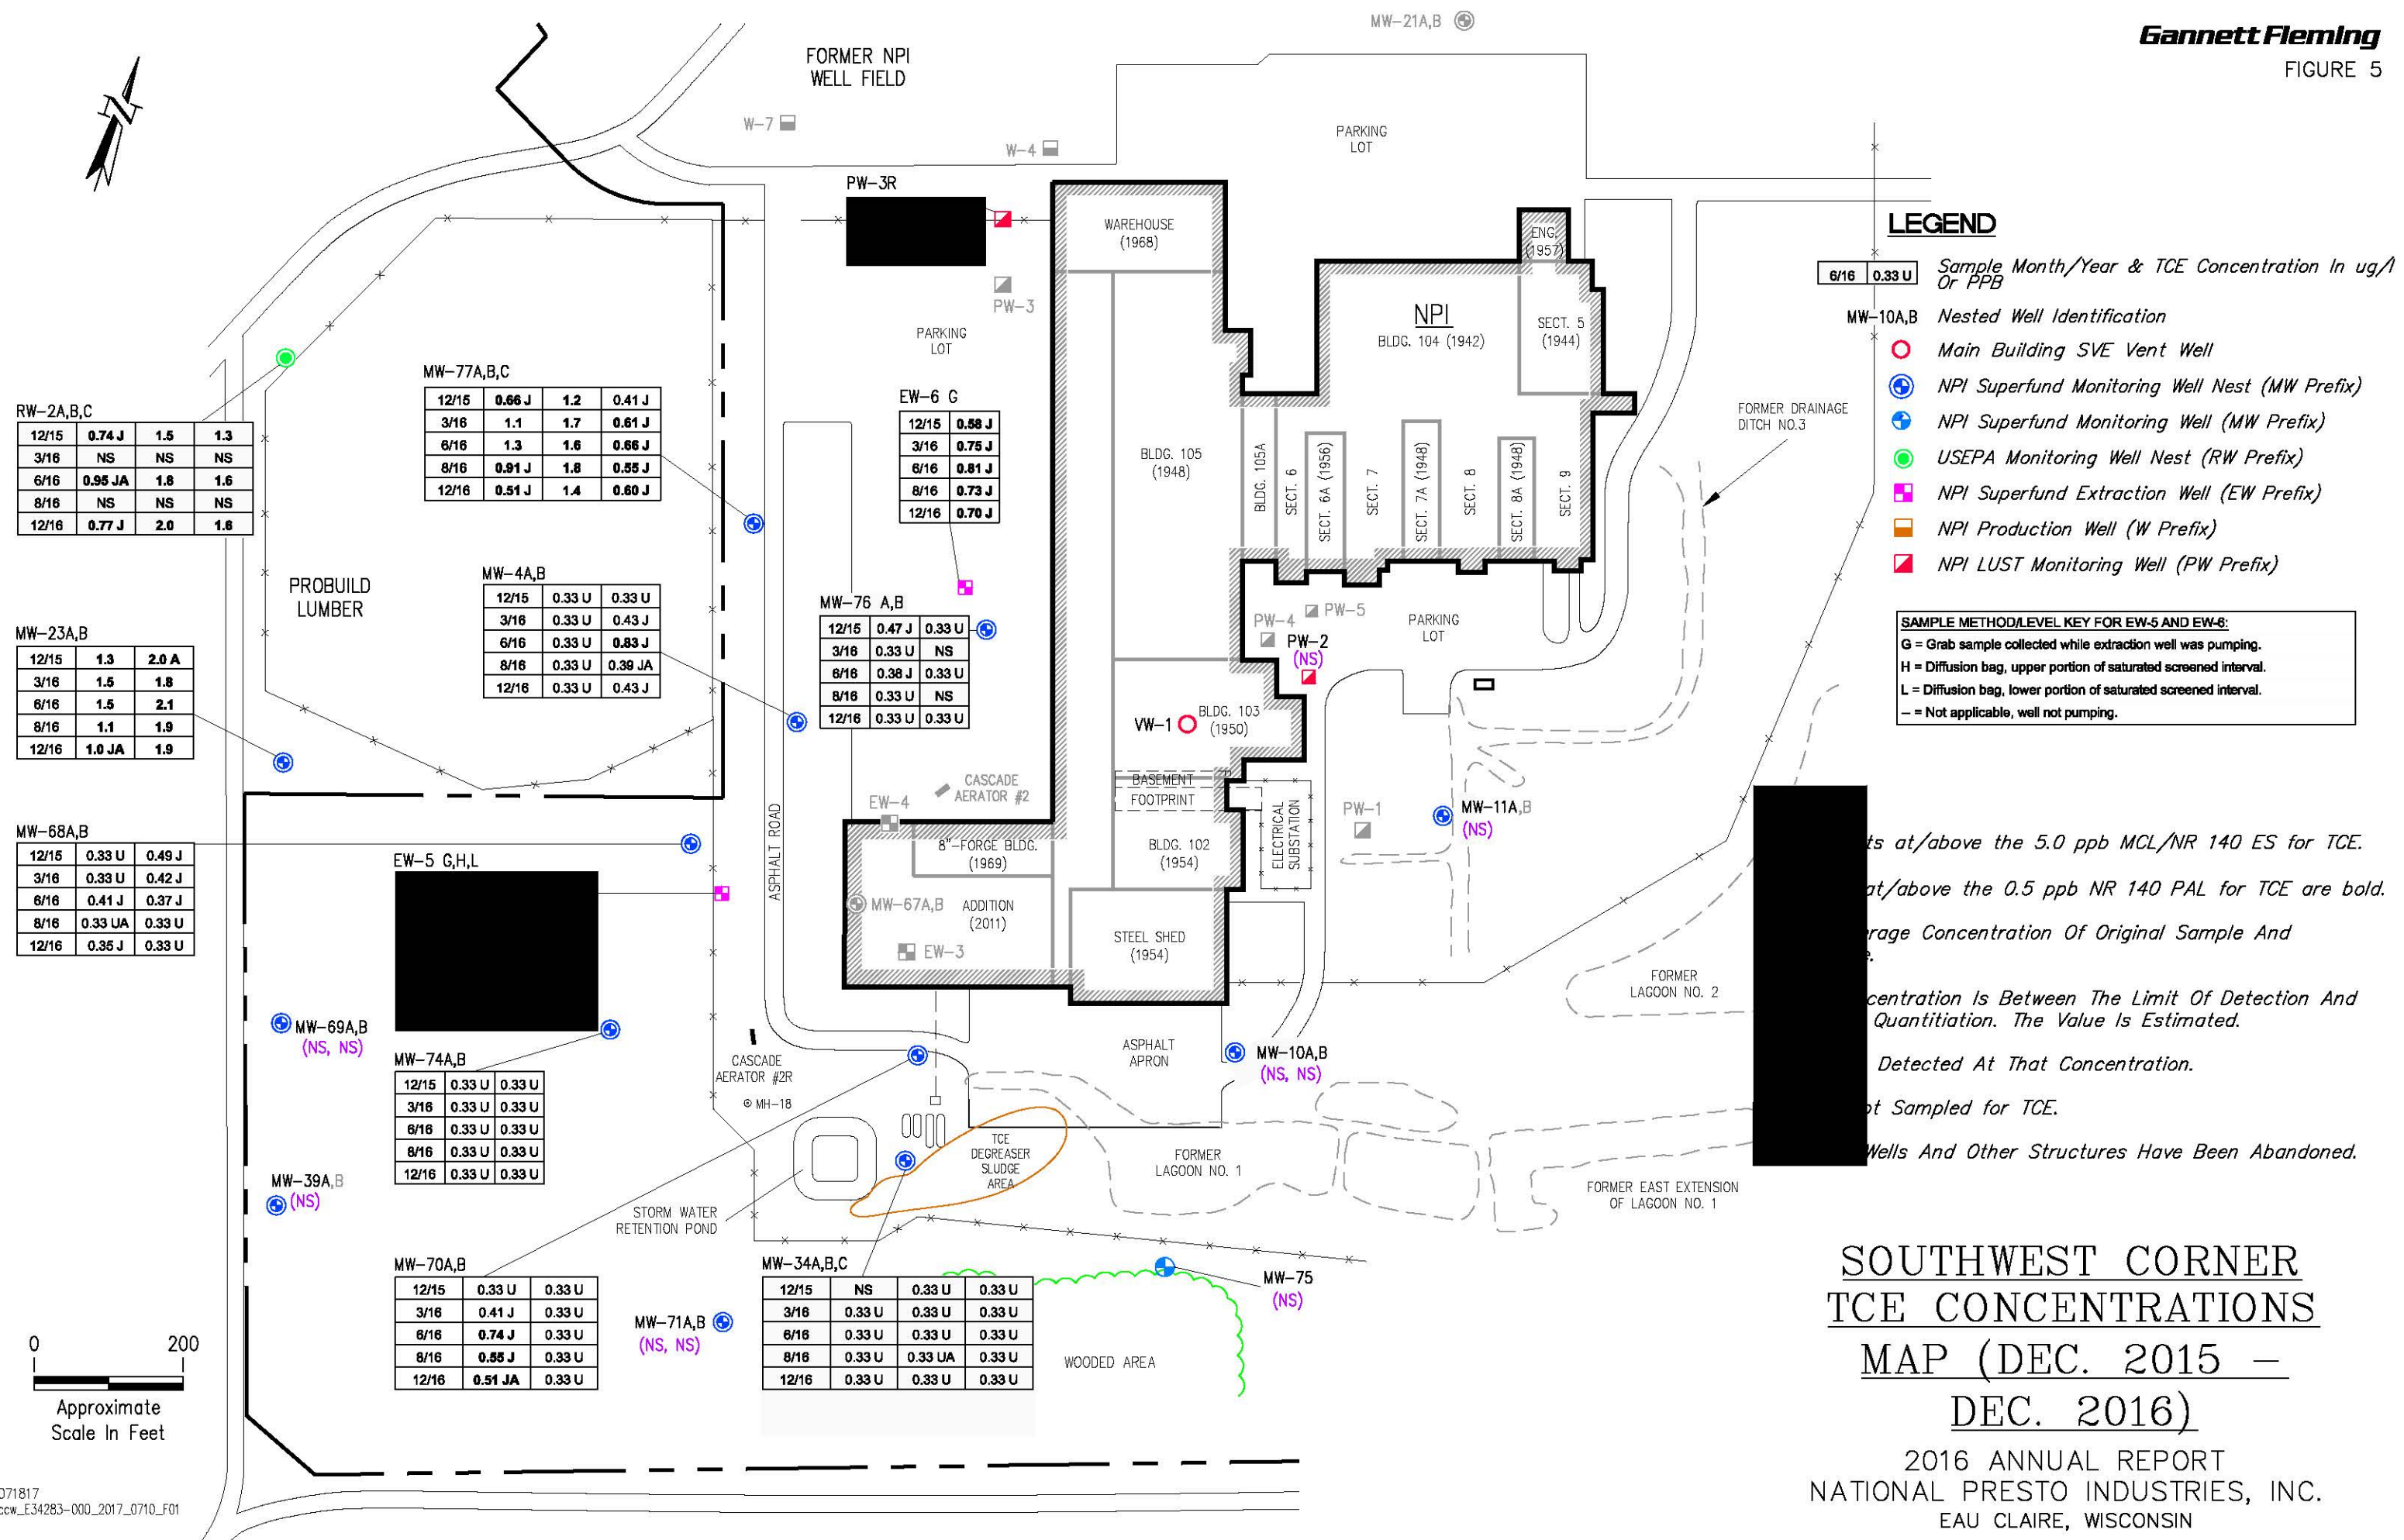 MW-21A,B
Gannett Fleming
FIGURE 5
FORMER NPI
WELL FIELD
W-7
W-4
PARKING
LOT
PW-3R
PW-3
PARKING
LOT
WAREHOUSE
(1968)
ENG.
(1957)
NPI
BLDG. 104 (1942)
SECT. 5
(1944)
BLDG. 105
(1948)
BLDG. 105A
SECT. 6
SECT. 6A (1956)
SECT. 7
SECT. 7A (1948)
SECT. 8
SECT. 8A (1948)
SECT. 9
FORMER DRAINAGE
DITCH NO.3
LEGEND
6/16 0.33 U Sample Month/Year & TCE Concentration In ug/l
Or PPB
MW-10A,B Nested Well Identification
Main Building SVE Vent Well
NPI Superfund Monitoring Well Nest (MW Prefix)
NPI Superfund Monitoring Well (MW Prefix)
USEPA Monitoring Well Nest (RW Prefix)
NPI Superfund Extraction Well (EW Prefix)
NPI Production Well (W Prefix)
NPI LUST Monitoring Well (PW Prefix)
SAMPLE METHOD/LEVEL KEY FOR EW-5 AND EW-6:
G = Grab sample collected while extraction well was pumping.
H = Diffusion bag, upper portion of saturated screened interval.
L = Diffusion bag, lower portion of saturated screened interval.
-- = Not applicable, well not pumping.
at/above the 5.0 ppb MCL/NR 140 ES for TCE.
at/above the 0.5 ppb NR 140 PAL for TCE are bold.
Concentration Of Original Sample And
Is Between The Limit Of Detection And
Quantitiation. The Value Is Estimated.
Detected At That Concentration.
Sampled for TCE.
Wells And Other Structures Have Been Abandoned.
RW-2A,B,C
12/15 0.74 J 1.5 1.3
3/16 NS NS NS
6/16 0.95 JA 1.8 1.6
8/16 NS NS NS
12/16 0.77 J 2.0 1.6
MW-77A,B,C
12/15 0.66 J 1.2 0.41 J
3/16 1.1 1.7 0.61 J
6/16 1.3 1.6 0.66 J
8/16 0.91 J 1.8 0.55 J
12/16 0.51 J 1.4 0.60 J
EW-6 G
12/15 0.58 J
3/16 0.75 J
6/16 0.81 J
8/16 0.73 J
12/16 0.70 J
PROBUILD
LUMBER
MW-4A,B
12/15 0.33 U 0.33 U
3/16 0.33 U 0.43 J
6/16 0.33 U 0.83 J
8/16 0.33 U 0.39 JA
12/16 0.33 U 0.43 J
MW-76 A,B
12/15 0.47 J 0.33 U
3/16 0.33 U NS
6/16 0.38 J 0.33 U
8/16 0.33 U NS
12/16 0.33 U 0.33 U
MW-23A,B
12/15 1.3 2.0 A
3/16 1.5 1.8
6/16 1.5 2.1
8/16 1.1 1.9
12/16 1.0 JA 1.9
PW-5
PW-4
PW-2
(NS)
PARKING
LOT
VW-1
BLDG. 103
(1950)
BASEMENT
FOOTPRINT
CASCADE
AERATOR #2
EW-4
8"-FORGE BLDG.
(1969)
BLDG. 102
(1954)
ELECTRICAL
SUBSTATION
PW-1
MW-11A,B
(NS)
ASPHALT ROAD
MW-67A,B
ADDITION
(2011)
EW-3
STEEL SHED
(1954)
MW-68A,B
12/15 0.33 U 0.49 J
3/16 0.33 U 0.42 J
6/16 0.41 J 0.37 J
8/16 0.33 UA 0.33 U
12/16 0.35 J 0.33 U
EW-5 G,H,L
MW-69A,B
(NS, NS)
MW-74A,B
12/15 0.33 U 0.33 U
3/16 0.33 U 0.33 U
6/16 0.33 U 0.33 U
8/16 0.33 U 0.33 U
12/16 0.33 U 0.33 U
MW-39A,B
(NS)
CASCADE
AERATOR #2R
MH-18
STORM WATER
RETENTION POND
TCE
DEGREASER
SLUDGE
AREA
ASPHALT
APRON
MW-10A,B
(NS, NS)
FORMER
LAGOON NO. 1
FORMER
LAGOON NO. 2
FORMER EAST EXTENSION
OF LAGOON NO. 1
MW-70A,B
12/15 0.33 U 0.33 U
3/16 0.41 J 0.33 U
6/16 0.74 J 0.33 U
8/16 0.55 J 0.33 U
12/16 0.51 JA 0.33 U
MW-71A,B
(NS, NS)
MW-34A,B,C
12/15 NS 0.33 U 0.33 U
3/16 0.33 U 0.33 U 0.33 U
6/16 0.33 U 0.33 U 0.33 U
8/16 0.33 U 0.33 UA 0.33 U
12/16 0.33 U 0.33 U 0.33 U
MW-75
(NS)
WOODED AREA
0 200
Approximate
Scale In Feet
SOUTHWEST CORNER
TCE CONCENTRATIONS
MAP (DEC. 2015 –
DEC. 2016)
2016 ANNUAL REPORT
NATIONAL PRESTO INDUSTRIES, INC.
EAU CLAIRE, WISCONSIN
071817
ccw_E34283-000_2017_0710_F01